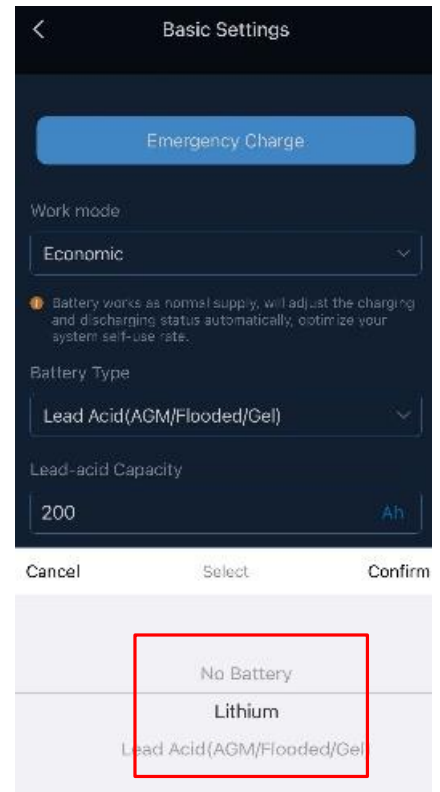 Basic Settings
Emergency Charge
Work mode
Economic
Battery works as normal supply, will adjust the charging
and discharging status automatically, optimize your
system self-use rate.
Battery Type
Lead Acid(AGM/Flooded/Gel)
Lead-acid Capacity
200 Ah
Cancel Select Confirm
No Battery
Lithium
Lead Acid(AGM/Flooded/Gel)